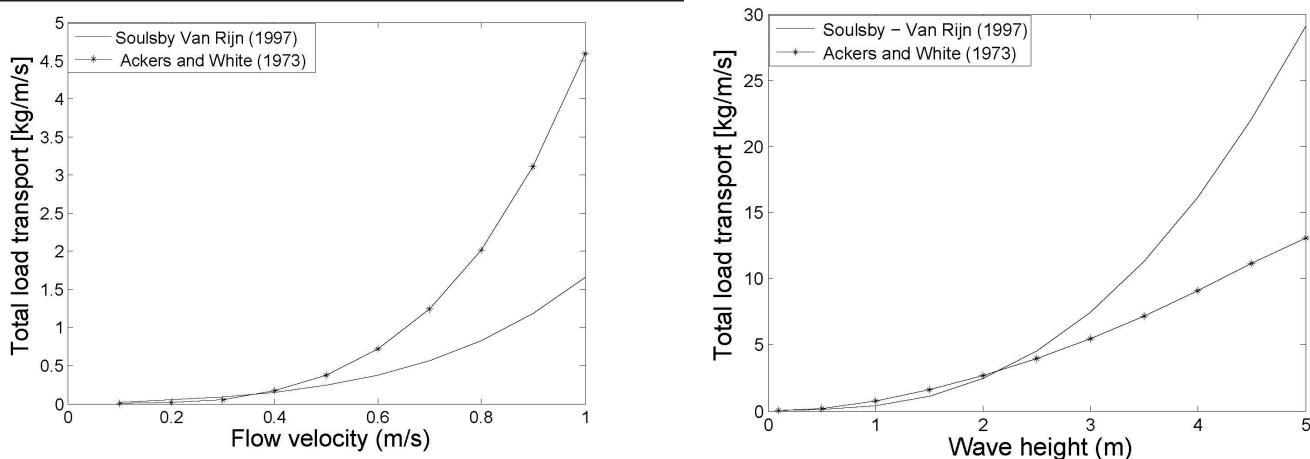 5
4.5
4
3.5
3
2.5
2
1.5
1
0.5
0
Total load transport [kg/m/s]
Soulsby Van Rijn (1997)
Ackers and White (1973)
0 0.2 0.4 0.6 0.8 1
Flow velocity (m/s)
30
25
20
15
10
5
0
Total load transport [kg/m/s]
Soulsby − Van Rijn (1997)
Ackers and White (1973)
0 1 2 3 4 5
Wave height (m)